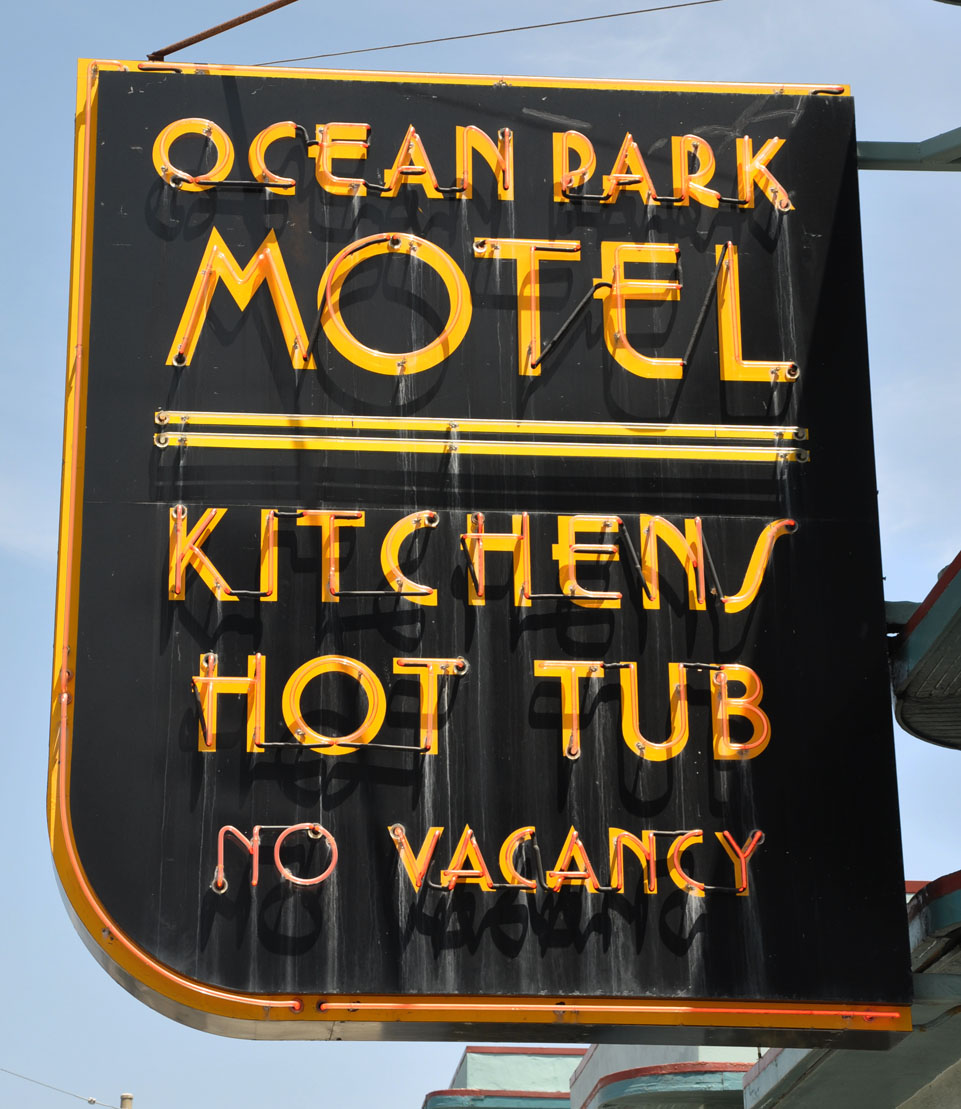 OCEAN PARK
MOTEL
KITCHENS
HOT TUB
NO VACANCY